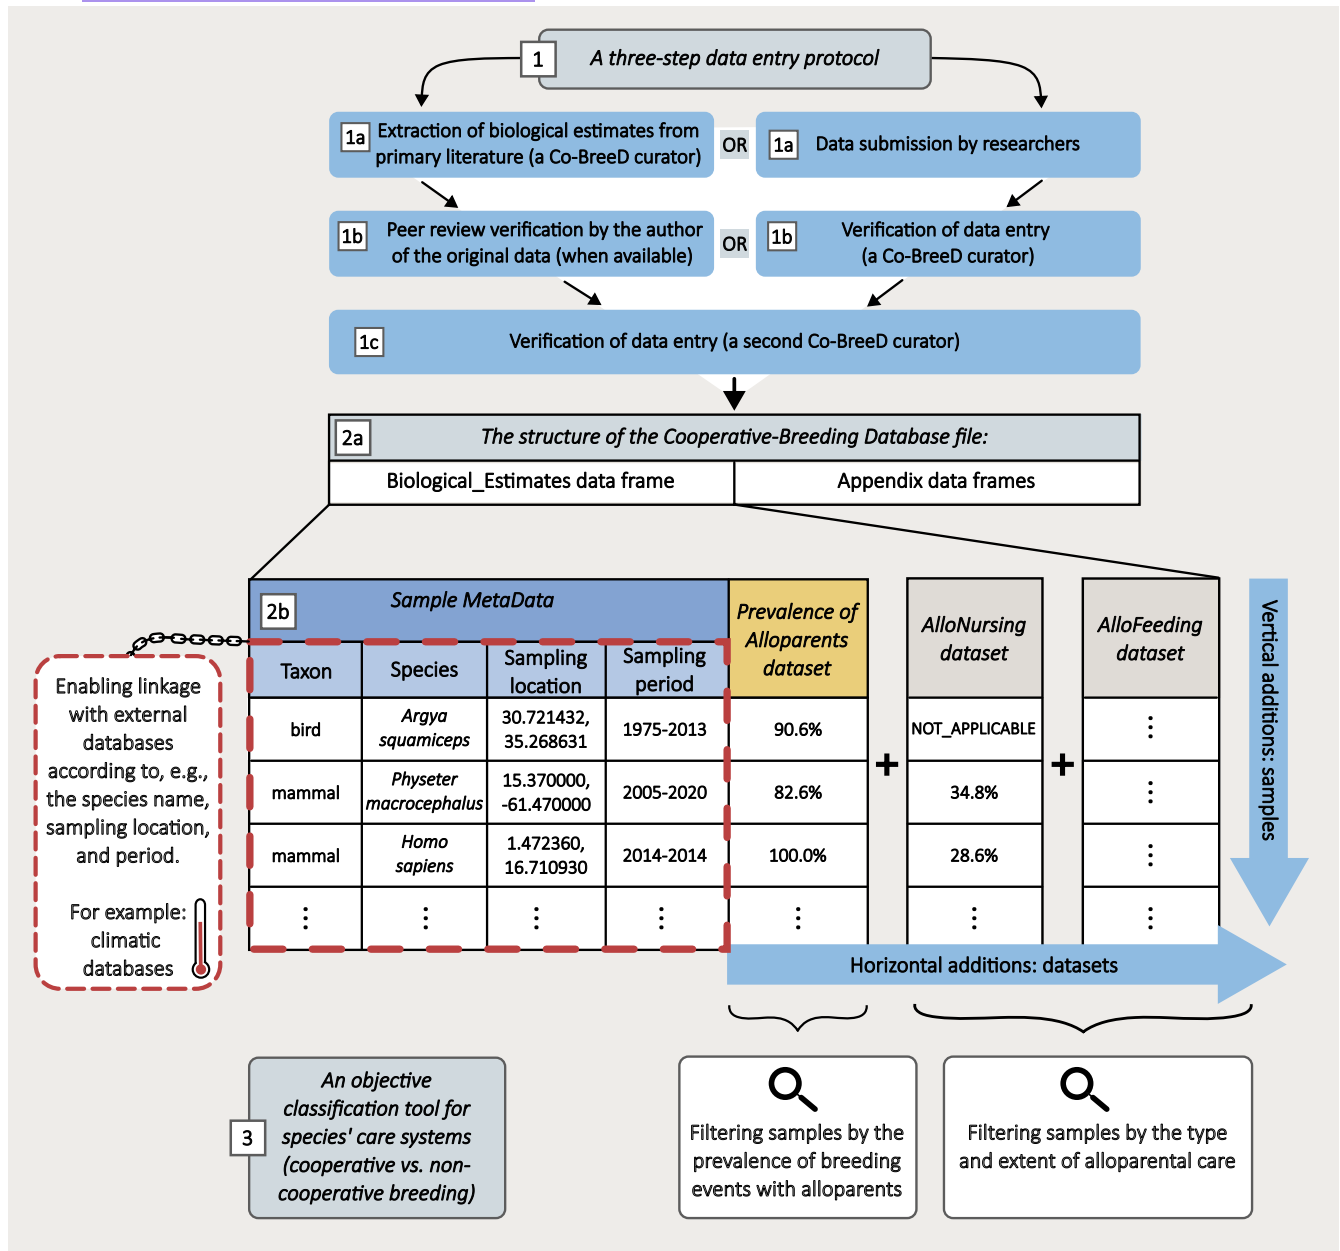 1
A three-step data entry protocol
1a
Extraction of biological estimates from
primary literature (a Co-BreeD curator)
OR
1a
Data submission by researchers
1b
Peer review verification by the author
of the original data (when available)
OR
1b
Verification of data entry
(a Co-BreeD curator)
1c
Verification of data entry (a second Co-BreeD curator)
2a
The structure of the Cooperative-Breeding Database file:
Biological_Estimates data frame
Appendix data frames
2b
Sample MetaData
Prevalence of
Alloparents
dataset
AlloNursing
dataset
AlloFeeding
dataset
Taxon
Species
Sampling
location
Sampling
period
bird
Argya
squamiceps
30.721432,
35.268631
1975-2013
90.6%
NOT_APPLICABLE
⋮
mammal
Physeter
macrocephalus
15.370000,
-61.470000
2005-2020
82.6%
+
34.8%
+
⋮
mammal
Homo
sapiens
1.472360,
16.710930
2014-2014
100.0%
28.6%
⋮
⋮
⋮
⋮
⋮
⋮
⋮
⋮
Enabling linkage
with external
databases
according to, e.g.,
the species name,
sampling location,
and period.
For example:
climatic
databases
Vertical additions: samples
Horizontal additions: datasets
3
An objective
classification tool for
species' care systems
(cooperative vs. non-
cooperative breeding)
Filtering samples by the
prevalence of breeding
events with alloparents
Filtering samples by the type
and extent of alloparental care